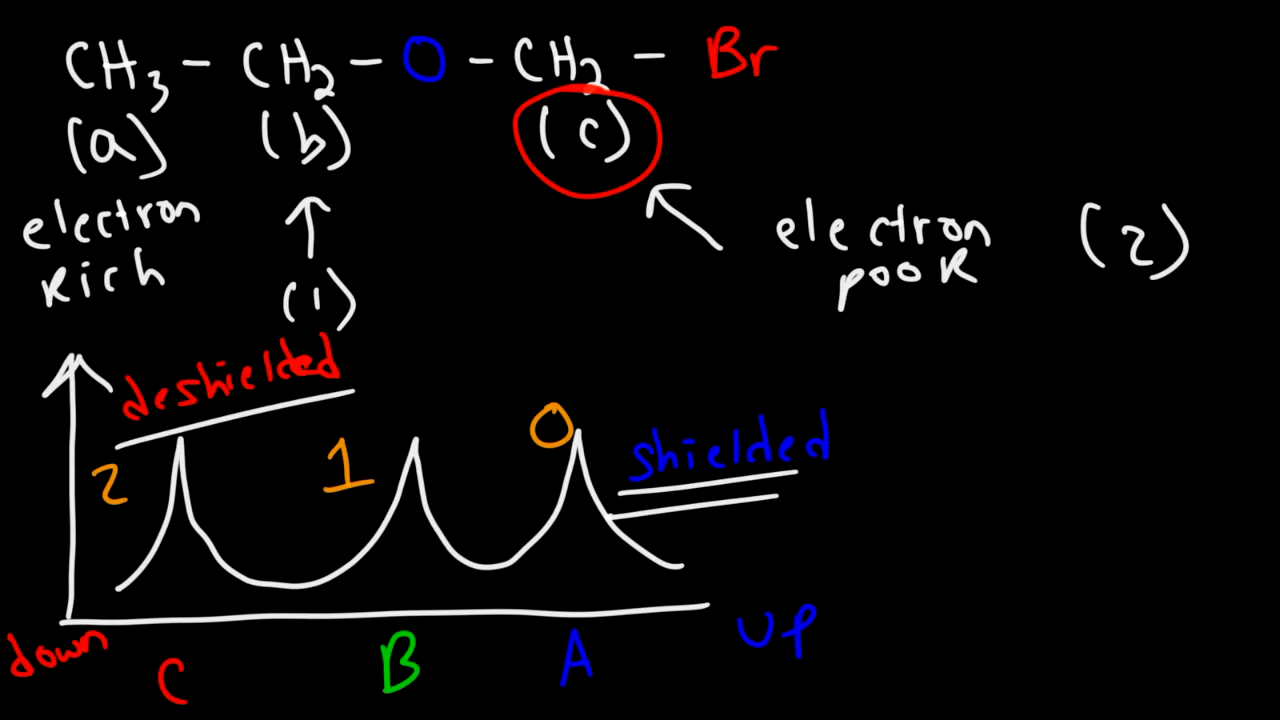 CH3 - CH2 - O - CH2 - Br
(a) (b) (c)
electron rich
(1)
electron poor (2)
deshielded
2 1 0
shielded
down up
C B A